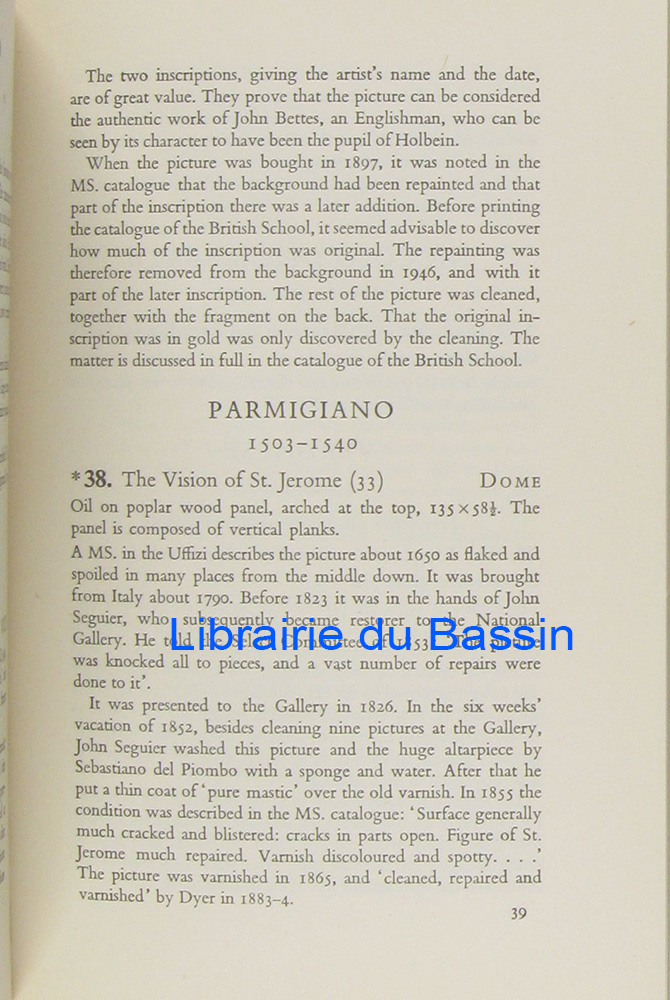 The two inscriptions, giving the artist's name and the date,
are of great value. They prove that the picture can be considered
the authentic work of John Bettes, an Englishman, who can be
seen by its character to have been the pupil of Holbein.
When the picture was bought in 1897, it was noted in the
MS. catalogue that the background had been repainted and that
part of the inscription there was a later addition. Before printing
the catalogue of the British School, it seemed advisable to discover
how much of the inscription was original. The repainting was
therefore removed from the background in 1946, and with it
part of the later inscription. The rest of the picture was cleaned,
together with the fragment on the back. That the original in-
scription was in gold was only discovered by the cleaning. The
matter is discussed in full in the catalogue of the British School.
PARMIGIANO
1503–1540
*38. The Vision of St. Jerome (33) DOME
Oil on poplar wood panel, arched at the top, 135 × 58½. The
panel is composed of vertical planks.
A MS. in the Uffizi describes the picture about 1650 as flaked and
spoiled in many places from the middle down. It was brought
from Italy about 1790. Before 1823 it was in the hands of John
Seguier, who subsequently became restorer to the National
Gallery. He told the Select Committee of 1853 The picture
Librairie du Bassin
was knocked all to pieces, and a vast number of repairs were
done to it'.
It was presented to the Gallery in 1826. In the six weeks'
vacation of 1852, besides cleaning nine pictures at the Gallery,
John Seguier washed this picture and the huge altarpiece by
Sebastiano del Piombo with a sponge and water. After that he
put a thin coat of 'pure mastic' over the old varnish. In 1855 the
condition was described in the MS. catalogue: 'Surface generally
much cracked and blistered: cracks in parts open. Figure of St.
Jerome much repaired. Varnish discoloured and spotty. . . .'
The picture was varnished in 1865, and 'cleaned, repaired and
varnished' by Dyer in 1883–4.
39